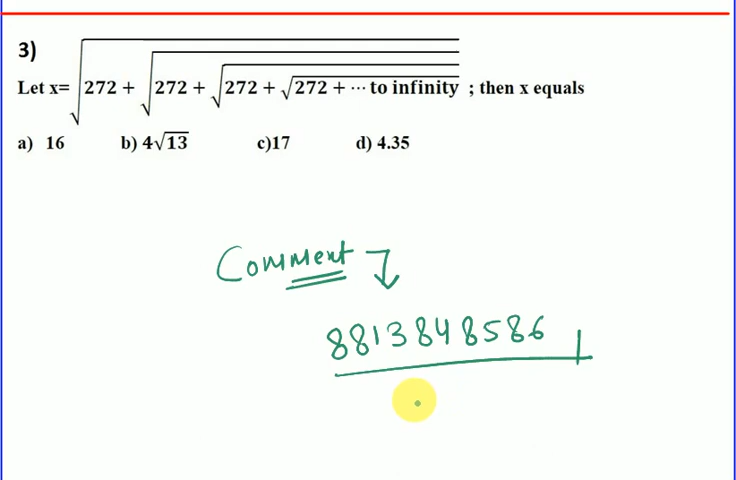 3)
Let x= √272 + √272 + √272 + √272 + ⋯ to infinity ; then x equals
a) 16 b) 4√13 c)17 d) 4.35
Comment
8813848586